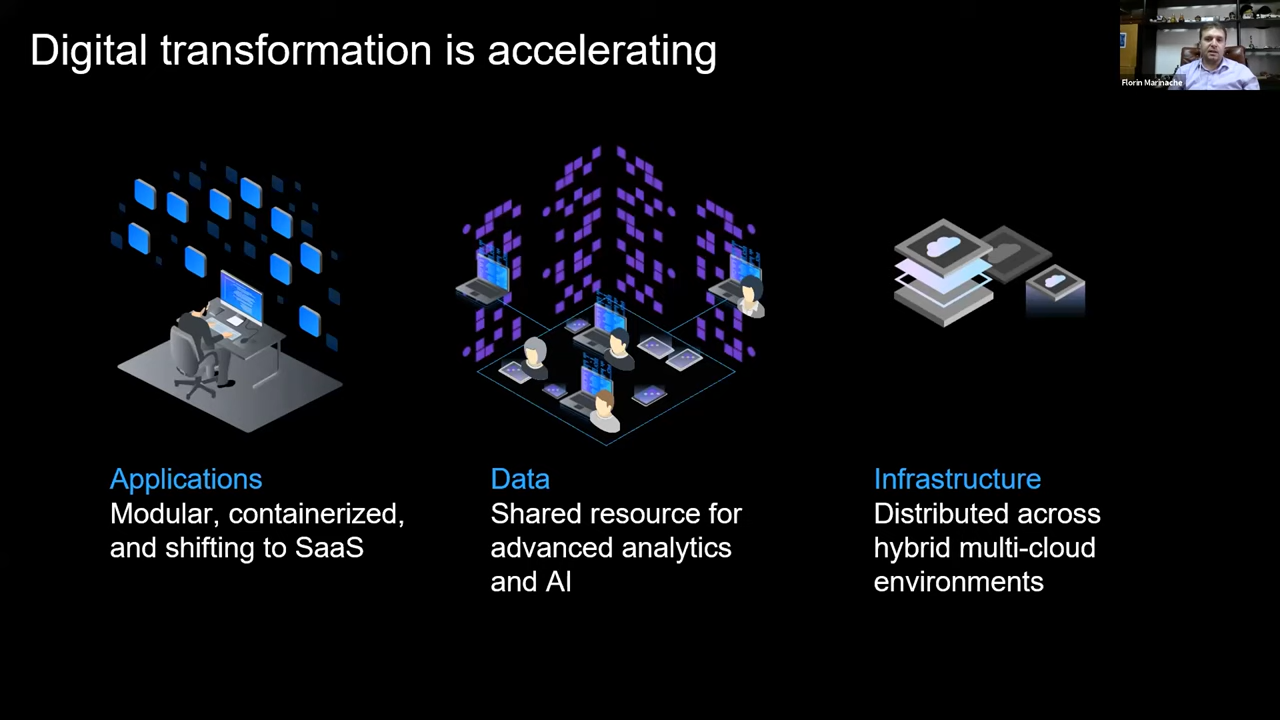 Digital transformation is accelerating
Florin Marinache
Applications
Modular, containerized,
and shifting to SaaS
Data
Shared resource for
advanced analytics
and AI
Infrastructure
Distributed across
hybrid multi-cloud
environments